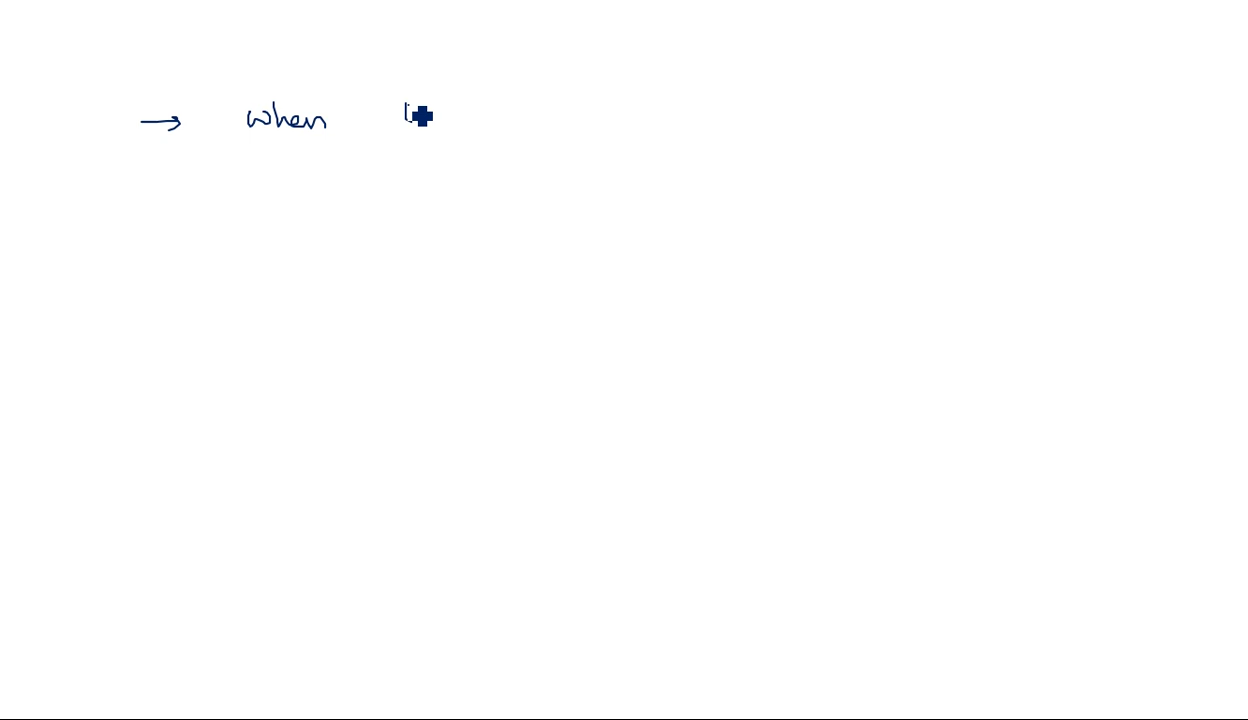 → when